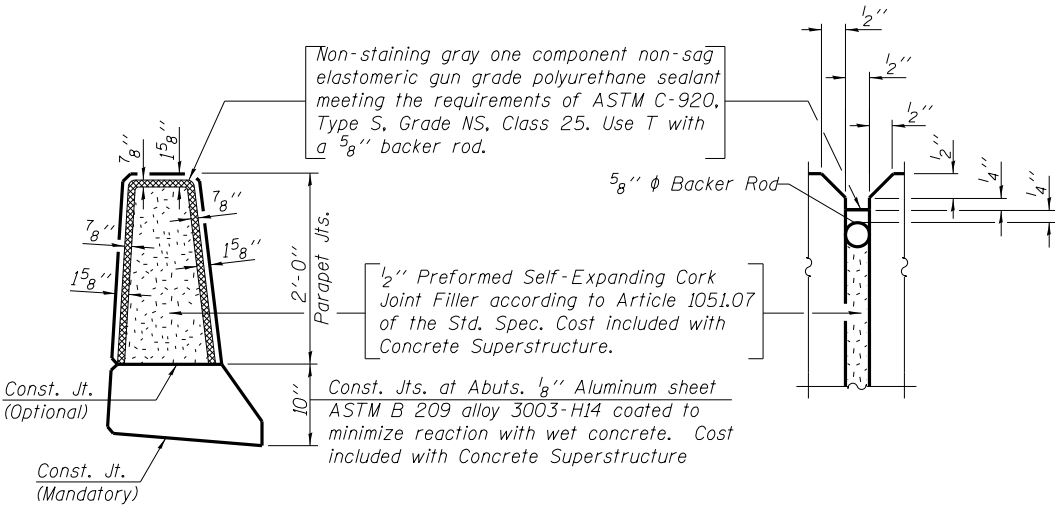 1/2"
1/2"
1/2"
1/2"
1/4"
1/4"
Non-staining gray one component non-sag
elastomeric gun grade polyurethane sealant
meeting the requirements of ASTM C-920,
Type S, Grade NS, Class 25. Use T with
a 5/8" backer rod.
7/8"
1 5/8"
5/8" ϕ Backer Rod
7/8"
7/8"
1 5/8"
1 5/8"
2'-0"
Parapet Jts.
1/2" Preformed Self-Expanding Cork
Joint Filler according to Article 1051.07
of the Std. Spec. Cost included with
Concrete Superstructure.
Const. Jt.
(Optional)
10"
Const. Jts. at Abuts. 1/8" Aluminum sheet
ASTM B 209 alloy 3003-H14 coated to
minimize reaction with wet concrete. Cost
included with Concrete Superstructure
Const. Jt.
(Mandatory)